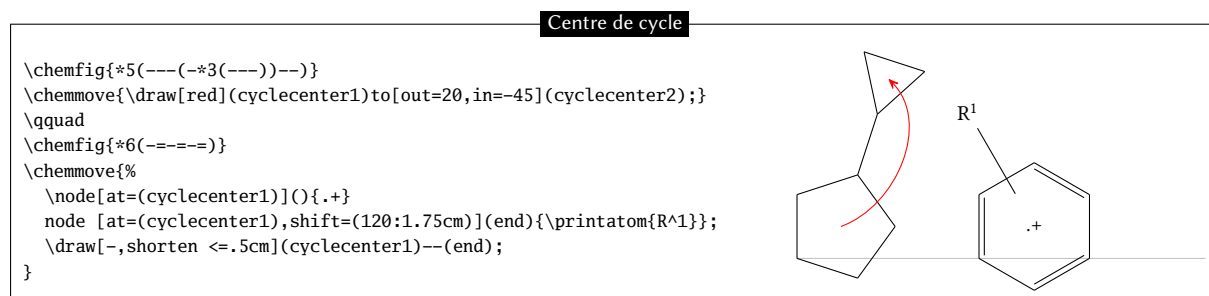 Centre de cycle
\chemfig{*5(---(-*3(---))--)}
\chemmove{\draw[red](cyclecenter1)to[out=20,in=-45](cyclecenter2);}
\qquad
\chemfig{*6(-=-=-=)}
\chemmove{%
  \node[at=(cyclecenter1)](){.+}
  node [at=(cyclecenter1),shift=(120:1.75cm)](end){\printatom{R^1}};
  \draw[-,shorten <=.5cm](cyclecenter1)--(end);
}
R¹
.+